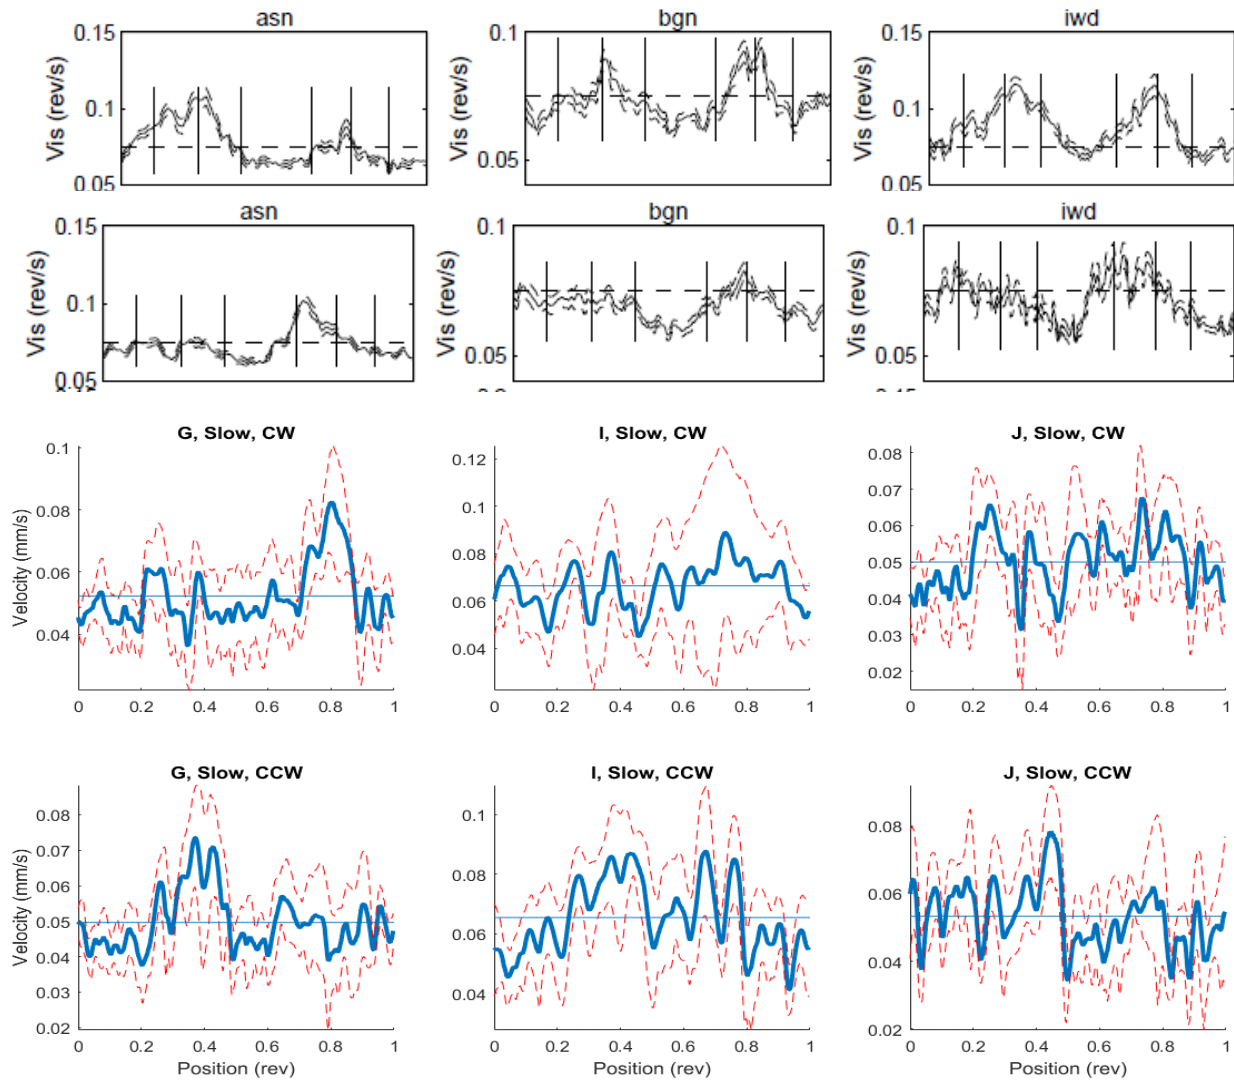 asn bgn iwd
0.15 0.1 0.15
Vis (rev/s) Vis (rev/s) Vis (rev/s)
0.1 0.1
0.05 0.05 0.05
asn bgn iwd
0.15 0.1 0.1
Vis (rev/s) Vis (rev/s) Vis (rev/s)
0.1
0.05 0.05 0.05
G, Slow, CW
0.1
0.08
0.06
0.04
Velocity (mm/s)
0 0.2 0.4 0.6 0.8 1
I, Slow, CW
0.12
0.1
0.08
0.06
0.04
0 0.2 0.4 0.6 0.8 1
J, Slow, CW
0.08
0.07
0.06
0.05
0.04
0.03
0.02
0 0.2 0.4 0.6 0.8 1
G, Slow, CCW
0.08
0.07
0.06
0.05
0.04
0.03
0.02
Velocity (mm/s)
0 0.2 0.4 0.6 0.8 1
Position (rev)
I, Slow, CCW
0.1
0.08
0.06
0.04
0 0.2 0.4 0.6 0.8 1
Position (rev)
J, Slow, CCW
0.08
0.06
0.04
0.02
0 0.2 0.4 0.6 0.8 1
Position (rev)